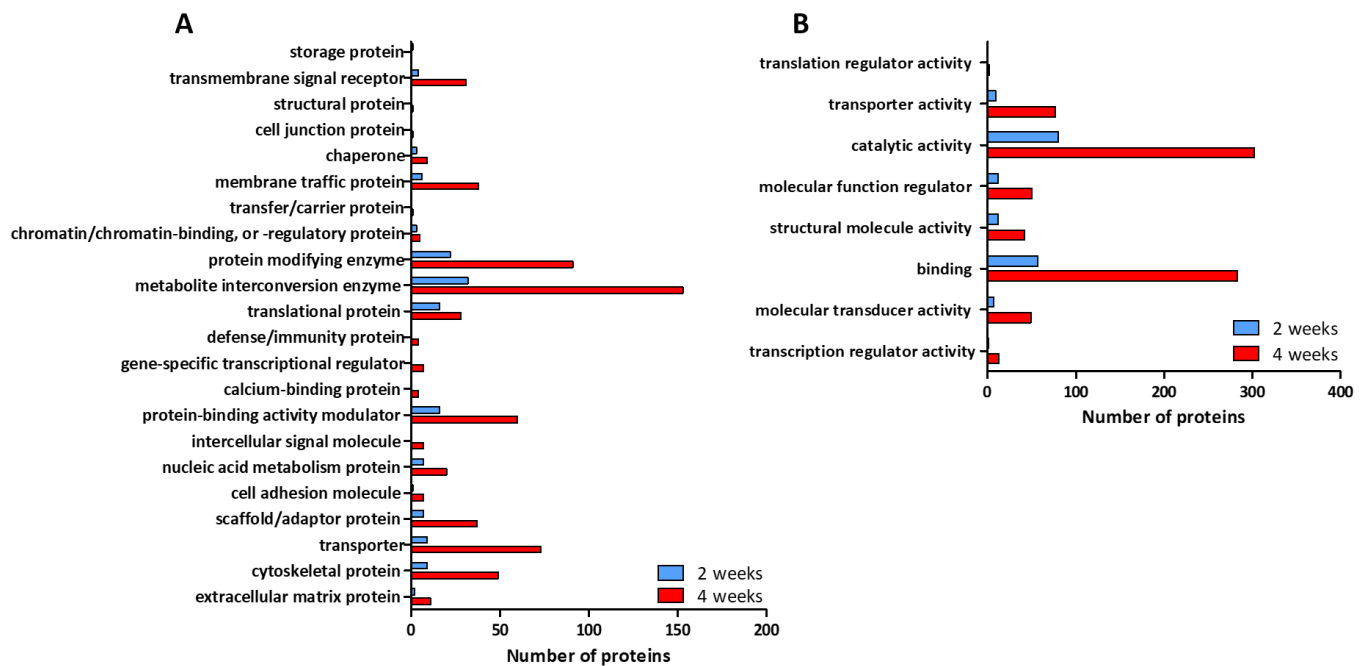 A
storage protein
transmembrane signal receptor
structural protein
cell junction protein
chaperone
membrane traffic protein
transfer/carrier protein
chromatin/chromatin-binding, or -regulatory protein
protein modifying enzyme
metabolite interconversion enzyme
translational protein
defense/immunity protein
gene-specific transcriptional regulator
calcium-binding protein
protein-binding activity modulator
intercellular signal molecule
nucleic acid metabolism protein
cell adhesion molecule
scaffold/adaptor protein
transporter
cytoskeletal protein
extracellular matrix protein
2 weeks
4 weeks
0 50 100 150 200
Number of proteins
B
translation regulator activity
transporter activity
catalytic activity
molecular function regulator
structural molecule activity
binding
molecular transducer activity
transcription regulator activity
2 weeks
4 weeks
0 100 200 300 400
Number of proteins